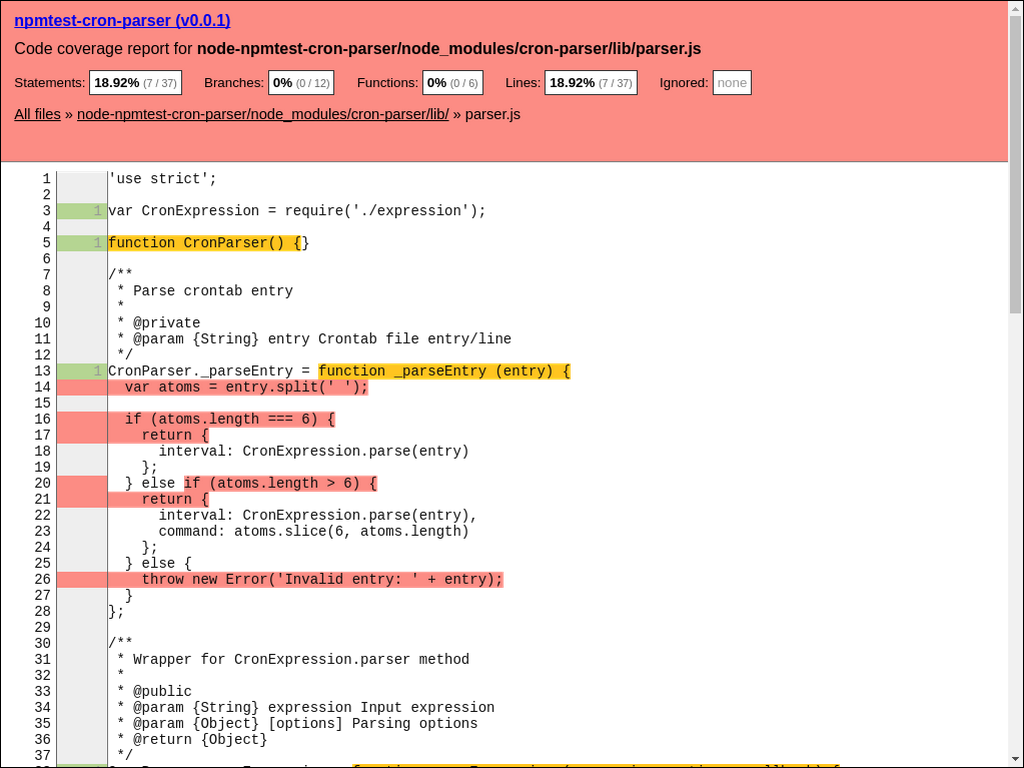 npmtest-cron-parser (v0.0.1)
Code coverage report for node-npmtest-cron-parser/node_modules/cron-parser/lib/parser.js
Statements: 18.92% (7 / 37) Branches: 0% (0 / 12) Functions: 0% (0 / 6) Lines: 18.92% (7 / 37) Ignored: none
All files » node-npmtest-cron-parser/node_modules/cron-parser/lib/ » parser.js
1 'use strict';
2
3 1 var CronExpression = require('./expression');
4
5 1 function CronParser() {}
6
7 /**
8  * Parse crontab entry
9  *
10  * @private
11  * @param {String} entry Crontab file entry/line
12  */
13 1 CronParser._parseEntry = function _parseEntry (entry) {
14   var atoms = entry.split(' ');
15
16   if (atoms.length === 6) {
17     return {
18       interval: CronExpression.parse(entry)
19     };
20   } else if (atoms.length > 6) {
21     return {
22       interval: CronExpression.parse(entry),
23       command: atoms.slice(6, atoms.length)
24     };
25   } else {
26     throw new Error('Invalid entry: ' + entry);
27   }
28 };
29
30 /**
31  * Wrapper for CronExpression.parser method
32  *
33  * @public
34  * @param {String} expression Input expression
35  * @param {Object} [options] Parsing options
36  * @return {Object}
37  */